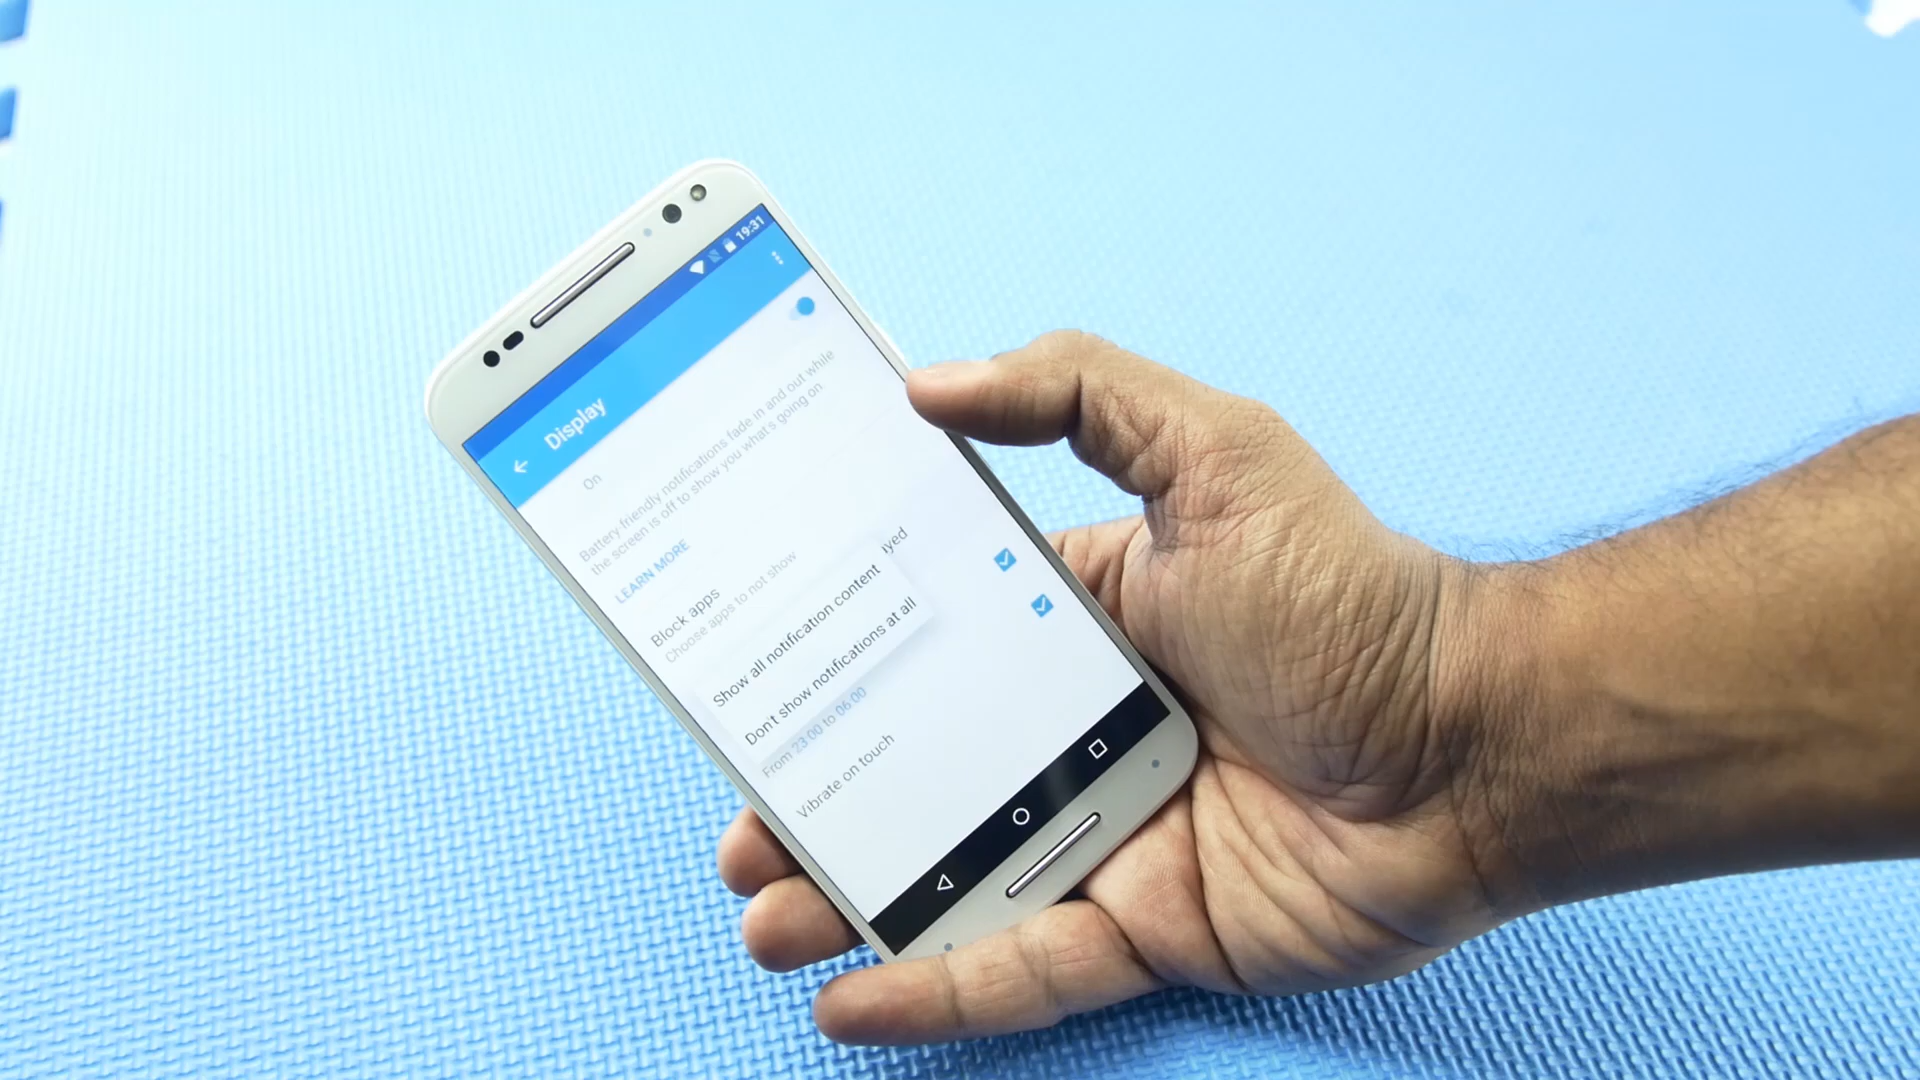 19:31
Display
On
Battery friendly notifications fade in and out while
the screen is off to show you what's going on
LEARN MORE
Block apps
Choose apps to not show
ayed
Show all notification content
Don't show notifications at all
From 23:00 to 06:00
Vibrate on touch